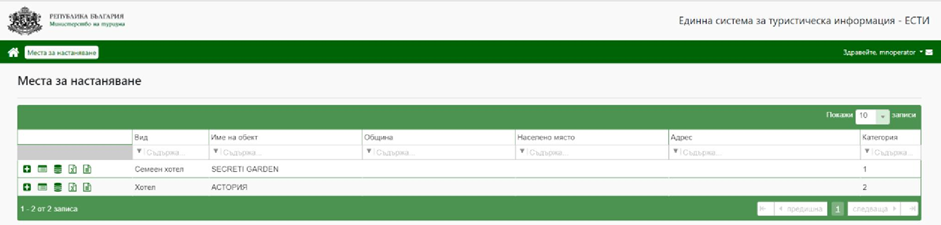 РЕПУБЛИКА БЪЛГАРИЯ
Министерство на туризма
Единна система за туристическа информация - ЕСТИ
Места за настаняване
Здравейте, mnoperator
Места за настаняване
Покажи 10 записи
Вид Име на обект Община Населено място Адрес Категория
Съдържа... Съдържа... Съдържа... Съдържа... Съдържа... Съдържа...
Семеен хотел SECRETI GARDEN 1
Хотел АСТОРИЯ 2
1 - 2 от 2 записа предишна 1 следваща